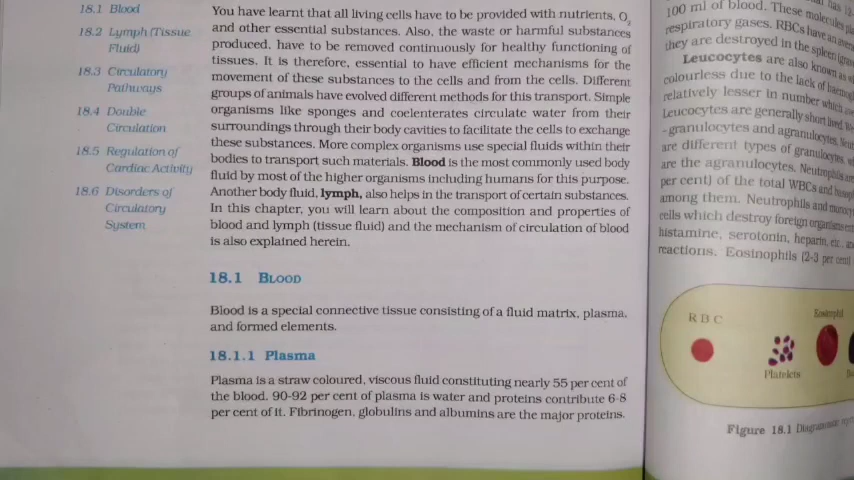 18.1 Blood
18.2 Lymph (Tissue
Fluid)
18.3 Circulatory
Pathways
18.4 Double
Circulation
18.5 Regulation of
Cardiac Activity
18.6 Disorders of
Circulatory
System
You have learnt that all living cells have to be provided with nutrients, O₂
and other essential substances. Also, the waste or harmful substances
produced, have to be removed continuously for healthy functioning of
tissues. It is therefore, essential to have efficient mechanisms for the
movement of these substances to the cells and from the cells. Different
groups of animals have evolved different methods for this transport. Simple
organisms like sponges and coelenterates circulate water from their
surroundings through their body cavities to facilitate the cells to exchange
these substances. More complex organisms use special fluids within their
bodies to transport such materials. Blood is the most commonly used body
fluid by most of the higher organisms including humans for this purpose.
Another body fluid, lymph, also helps in the transport of certain substances.
In this chapter, you will learn about the composition and properties of
blood and lymph (tissue fluid) and the mechanism of circulation of blood
is also explained herein.
18.1 BLOOD
Blood is a special connective tissue consisting of a fluid matrix, plasma,
and formed elements.
18.1.1 Plasma
Plasma is a straw coloured, viscous fluid constituting nearly 55 per cent of
the blood. 90-92 per cent of plasma is water and proteins contribute 6-8
per cent of it. Fibrinogen, globulins and albumins are the major proteins.
100 ml of blood. These molecules
respiratory gases. RBCs have an
they are destroyed in the spleen
Leucocytes are also known as
colourless due to the lack of
relatively lesser in number which
Leucocytes are generally short lived.
- granulocytes and agranulocytes.
are different types of granulocytes,
are the agranulocytes. Neutrophils
per cent) of the total WBCs and
among them. Neutrophils and
cells which destroy foreign organisms
histamine, serotonin, heparin, etc.,
reactions. Eosinophils (2-3 per cent)
R B C
Eosinophil
Platelets
Figure 18.1 Diagrammatic